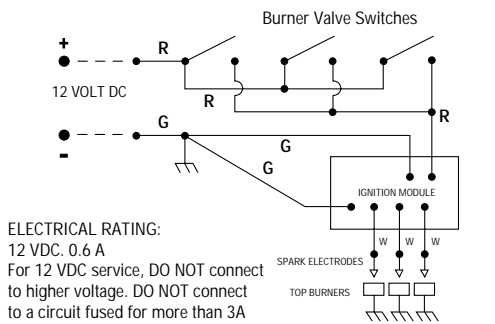 Burner Valve Switches
+
R
12 VOLT DC
R
R
G
G
-
G
IGNITION MODULE
W W W
SPARK ELECTRODES
TOP BURNERS
ELECTRICAL RATING:
12 VDC. 0.6 A
For 12 VDC service, DO NOT connect
to higher voltage. DO NOT connect
to a circuit fused for more than 3A